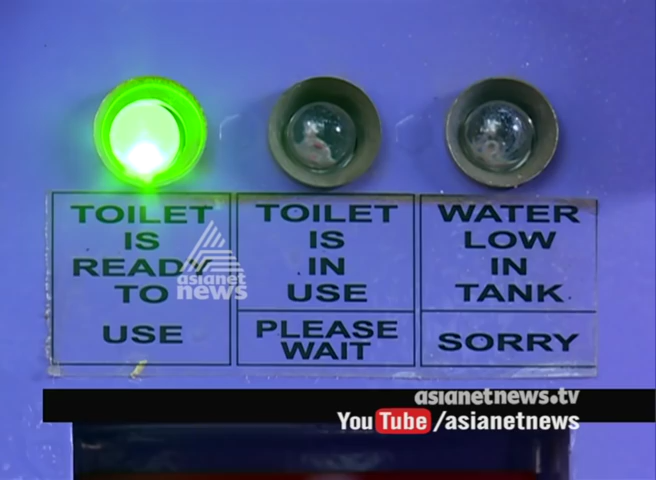 TOILET
IS
READY
TO
USE
TOILET
IS
IN
USE
PLEASE
WAIT
WATER
LOW
IN
TANK
SORRY
asianet
news
asianetnews.tv
YouTube/asianetnews